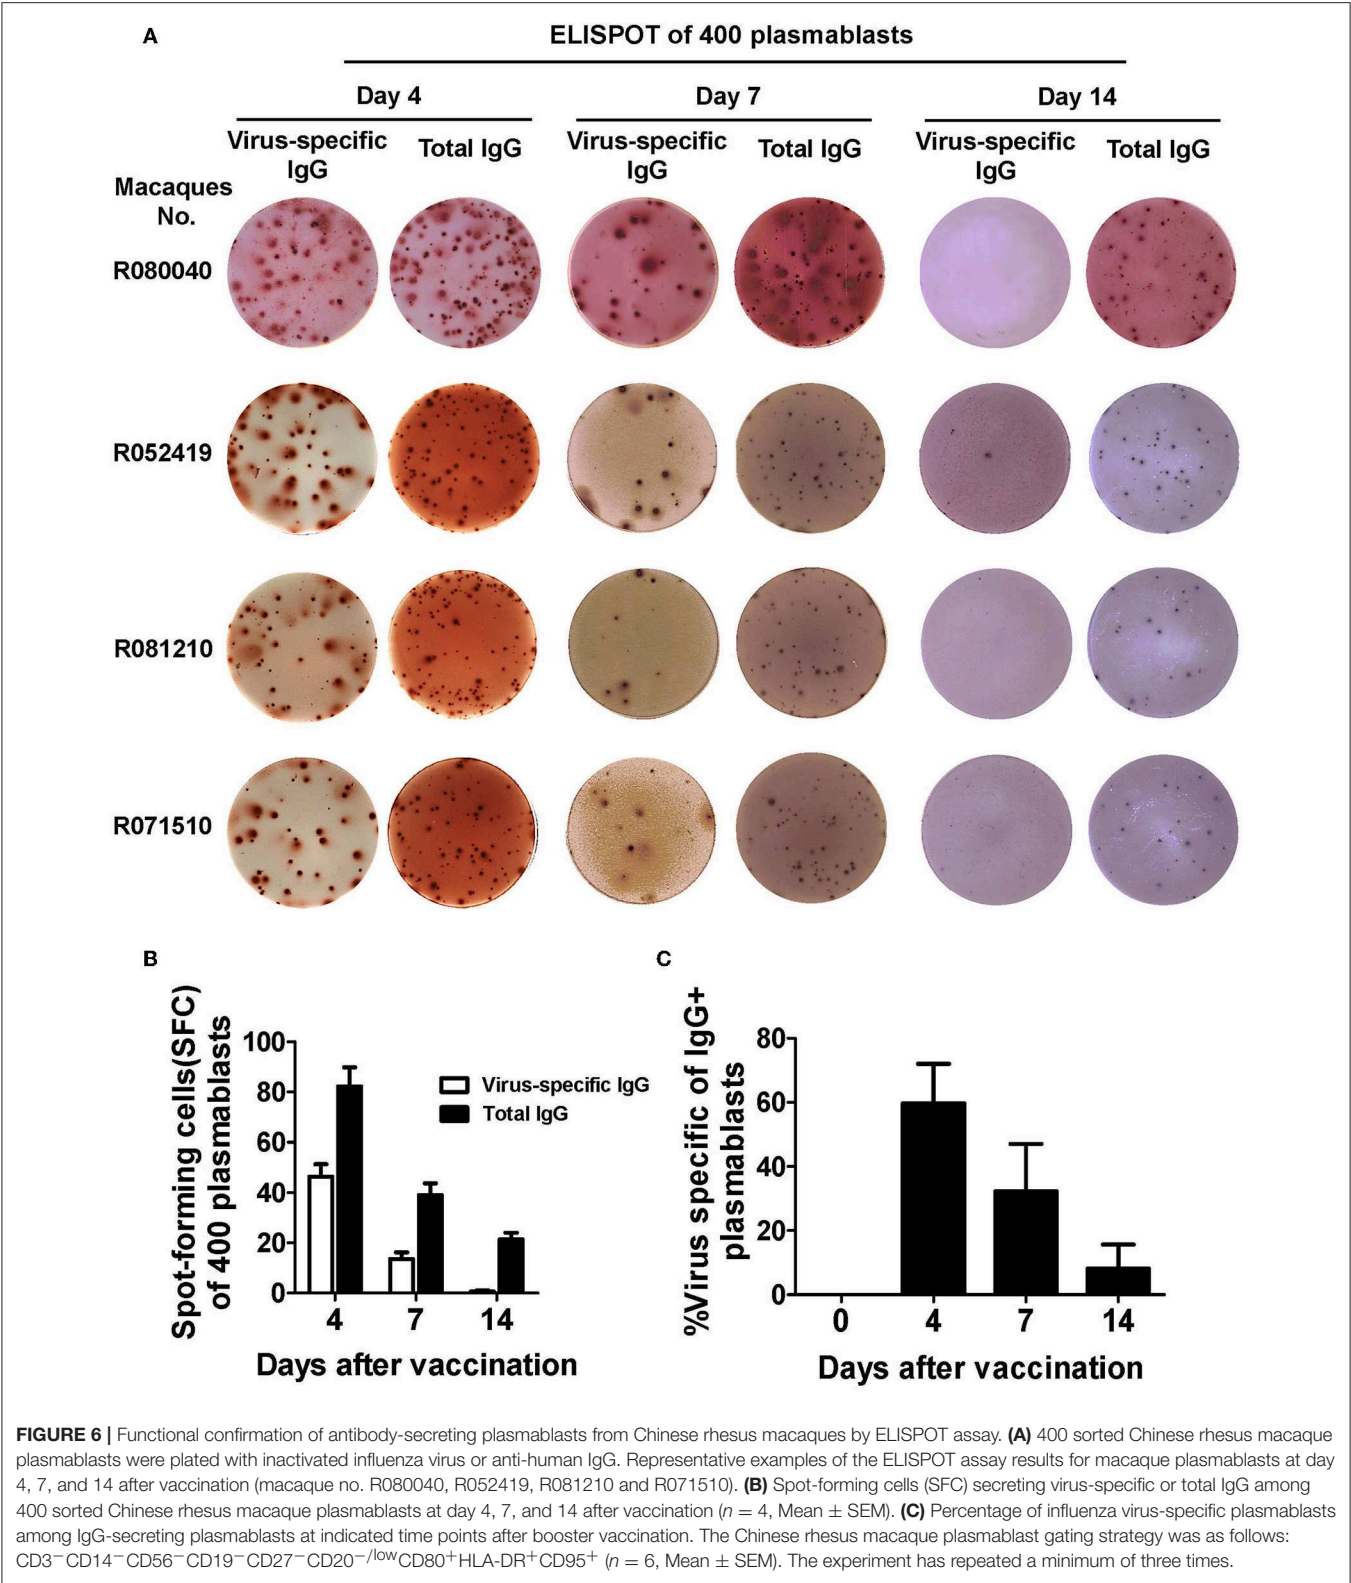 A
ELISPOT of 400 plasmablasts
Day 4
Day 7
Day 14
Virus-specific IgG
Total IgG
Virus-specific IgG
Total IgG
Virus-specific IgG
Total IgG
Macaques No.
R080040
R052419
R081210
R071510
B
Spot-forming cells(SFC)
of 400 plasmablasts
100
80
60
40
20
0
Virus-specific IgG
Total IgG
4
7
14
Days after vaccination
C
%Virus specific of IgG+
plasmablasts
80
60
40
20
0
0
4
7
14
Days after vaccination
FIGURE 6 | Functional confirmation of antibody-secreting plasmablasts from Chinese rhesus macaques by ELISPOT assay. (A) 400 sorted Chinese rhesus macaque
plasmablasts were plated with inactivated influenza virus or anti-human IgG. Representative examples of the ELISPOT assay results for macaque plasmablasts at day
4, 7, and 14 after vaccination (macaque no. R080040, R052419, R081210 and R071510). (B) Spot-forming cells (SFC) secreting virus-specific or total IgG among
400 sorted Chinese rhesus macaque plasmablasts at day 4, 7, and 14 after vaccination (n = 4, Mean ± SEM). (C) Percentage of influenza virus-specific plasmablasts
among IgG-secreting plasmablasts at indicated time points after booster vaccination. The Chinese rhesus macaque plasmablast gating strategy was as follows:
CD3−CD14−CD56−CD19−CD27−CD20−/lowCD80+HLA-DR+CD95+ (n = 6, Mean ± SEM). The experiment has repeated a minimum of three times.